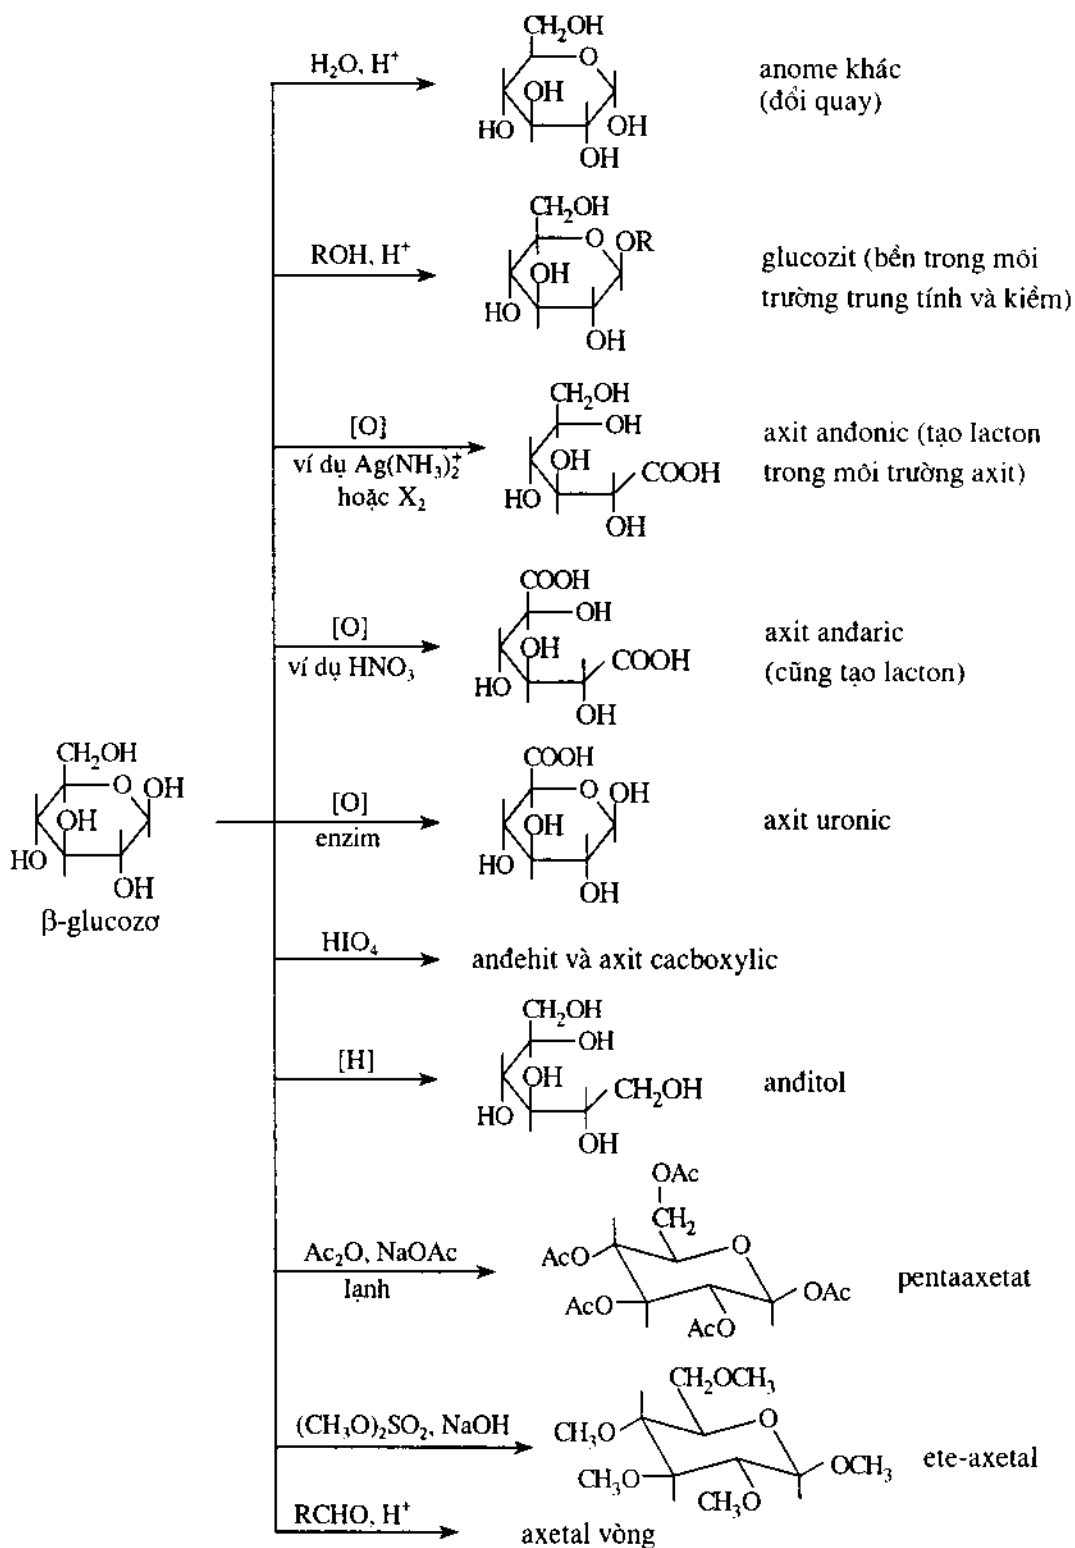 CH₂OH
H₂O, H⁺
O
OH
HO
OH
OH
anome khác
(đổi quay)
CH₂OH
ROH, H⁺
O
OR
OH
HO
OH
glucozit (bền trong môi
trường trung tính và kiềm)
CH₂OH
[O]
OH
ví dụ Ag(NH₃)₂⁺
hoặc X₂
OH
COOH
HO
OH
axit anđonic (tạo lacton
trong môi trường axit)
COOH
[O]
OH
ví dụ HNO₃
OH
COOH
HO
OH
axit anđaric
(cũng tạo lacton)
CH₂OH
O
OH
OH
HO
OH
β-glucozơ
COOH
[O]
enzim
O
OH
OH
HO
OH
axit uronic
HIO₄
anđehit và axit cacboxylic
CH₂OH
[H]
OH
OH
CH₂OH
HO
OH
anđitol
OAc
CH₂
Ac₂O, NaOAc
lạnh
AcO
O
AcO
AcO
OAc
pentaaxetat
CH₂OCH₃
(CH₃O)₂SO₂, NaOH
CH₃O
O
CH₃O
CH₃O
OCH₃
ete-axetal
RCHO, H⁺
axetal vòng